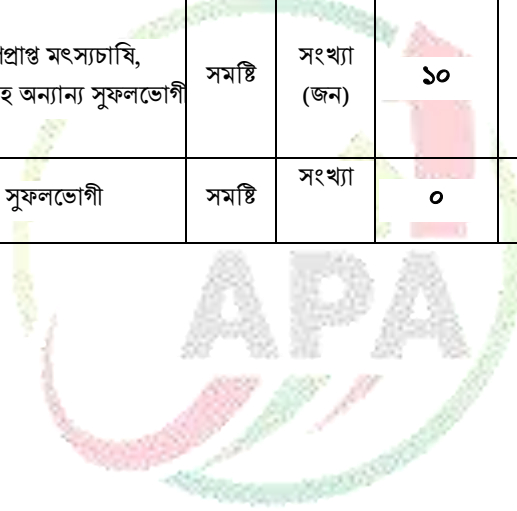 প্রাপ্ত মৎস্যচাষি, সমষ্টি সংখ্যা ১০
অন্যান্য সুফলভোগী (জন)
সুফলভোগী সমষ্টি সংখ্যা ০
APA